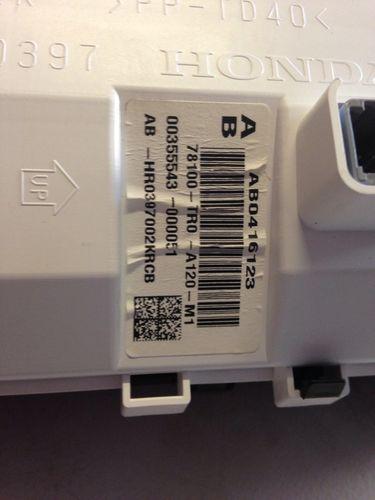 >PP-TD40<
0397 HONDA
UP
A AB0416123
B
78100-TR0-A120-M1
00355543-000051
AB -HR0397002KRCB